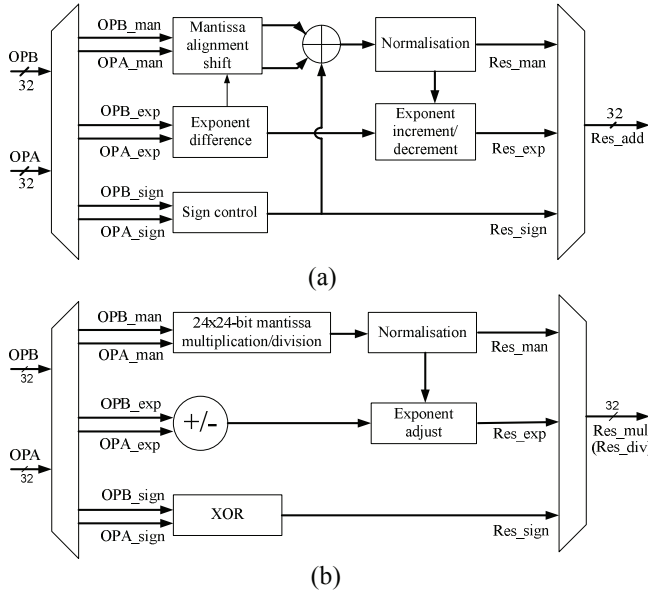 OPB
32
OPA
32
OPB_man
OPA_man
OPB_exp
OPA_exp
OPB_sign
OPA_sign
Mantissa
alignment
shift
Exponent
difference
Sign control
Normalisation
Exponent
increment/
decrement
Res_man
Res_exp
Res_sign
32
Res_add
(a)
OPB
32
OPA
32
OPB_man
OPA_man
OPB_exp
OPA_exp
OPB_sign
OPA_sign
24x24-bit mantissa
multiplication/division
+/-
XOR
Normalisation
Exponent
adjust
Res_man
Res_exp
Res_sign
32
Res_mul
(Res_div)
(b)